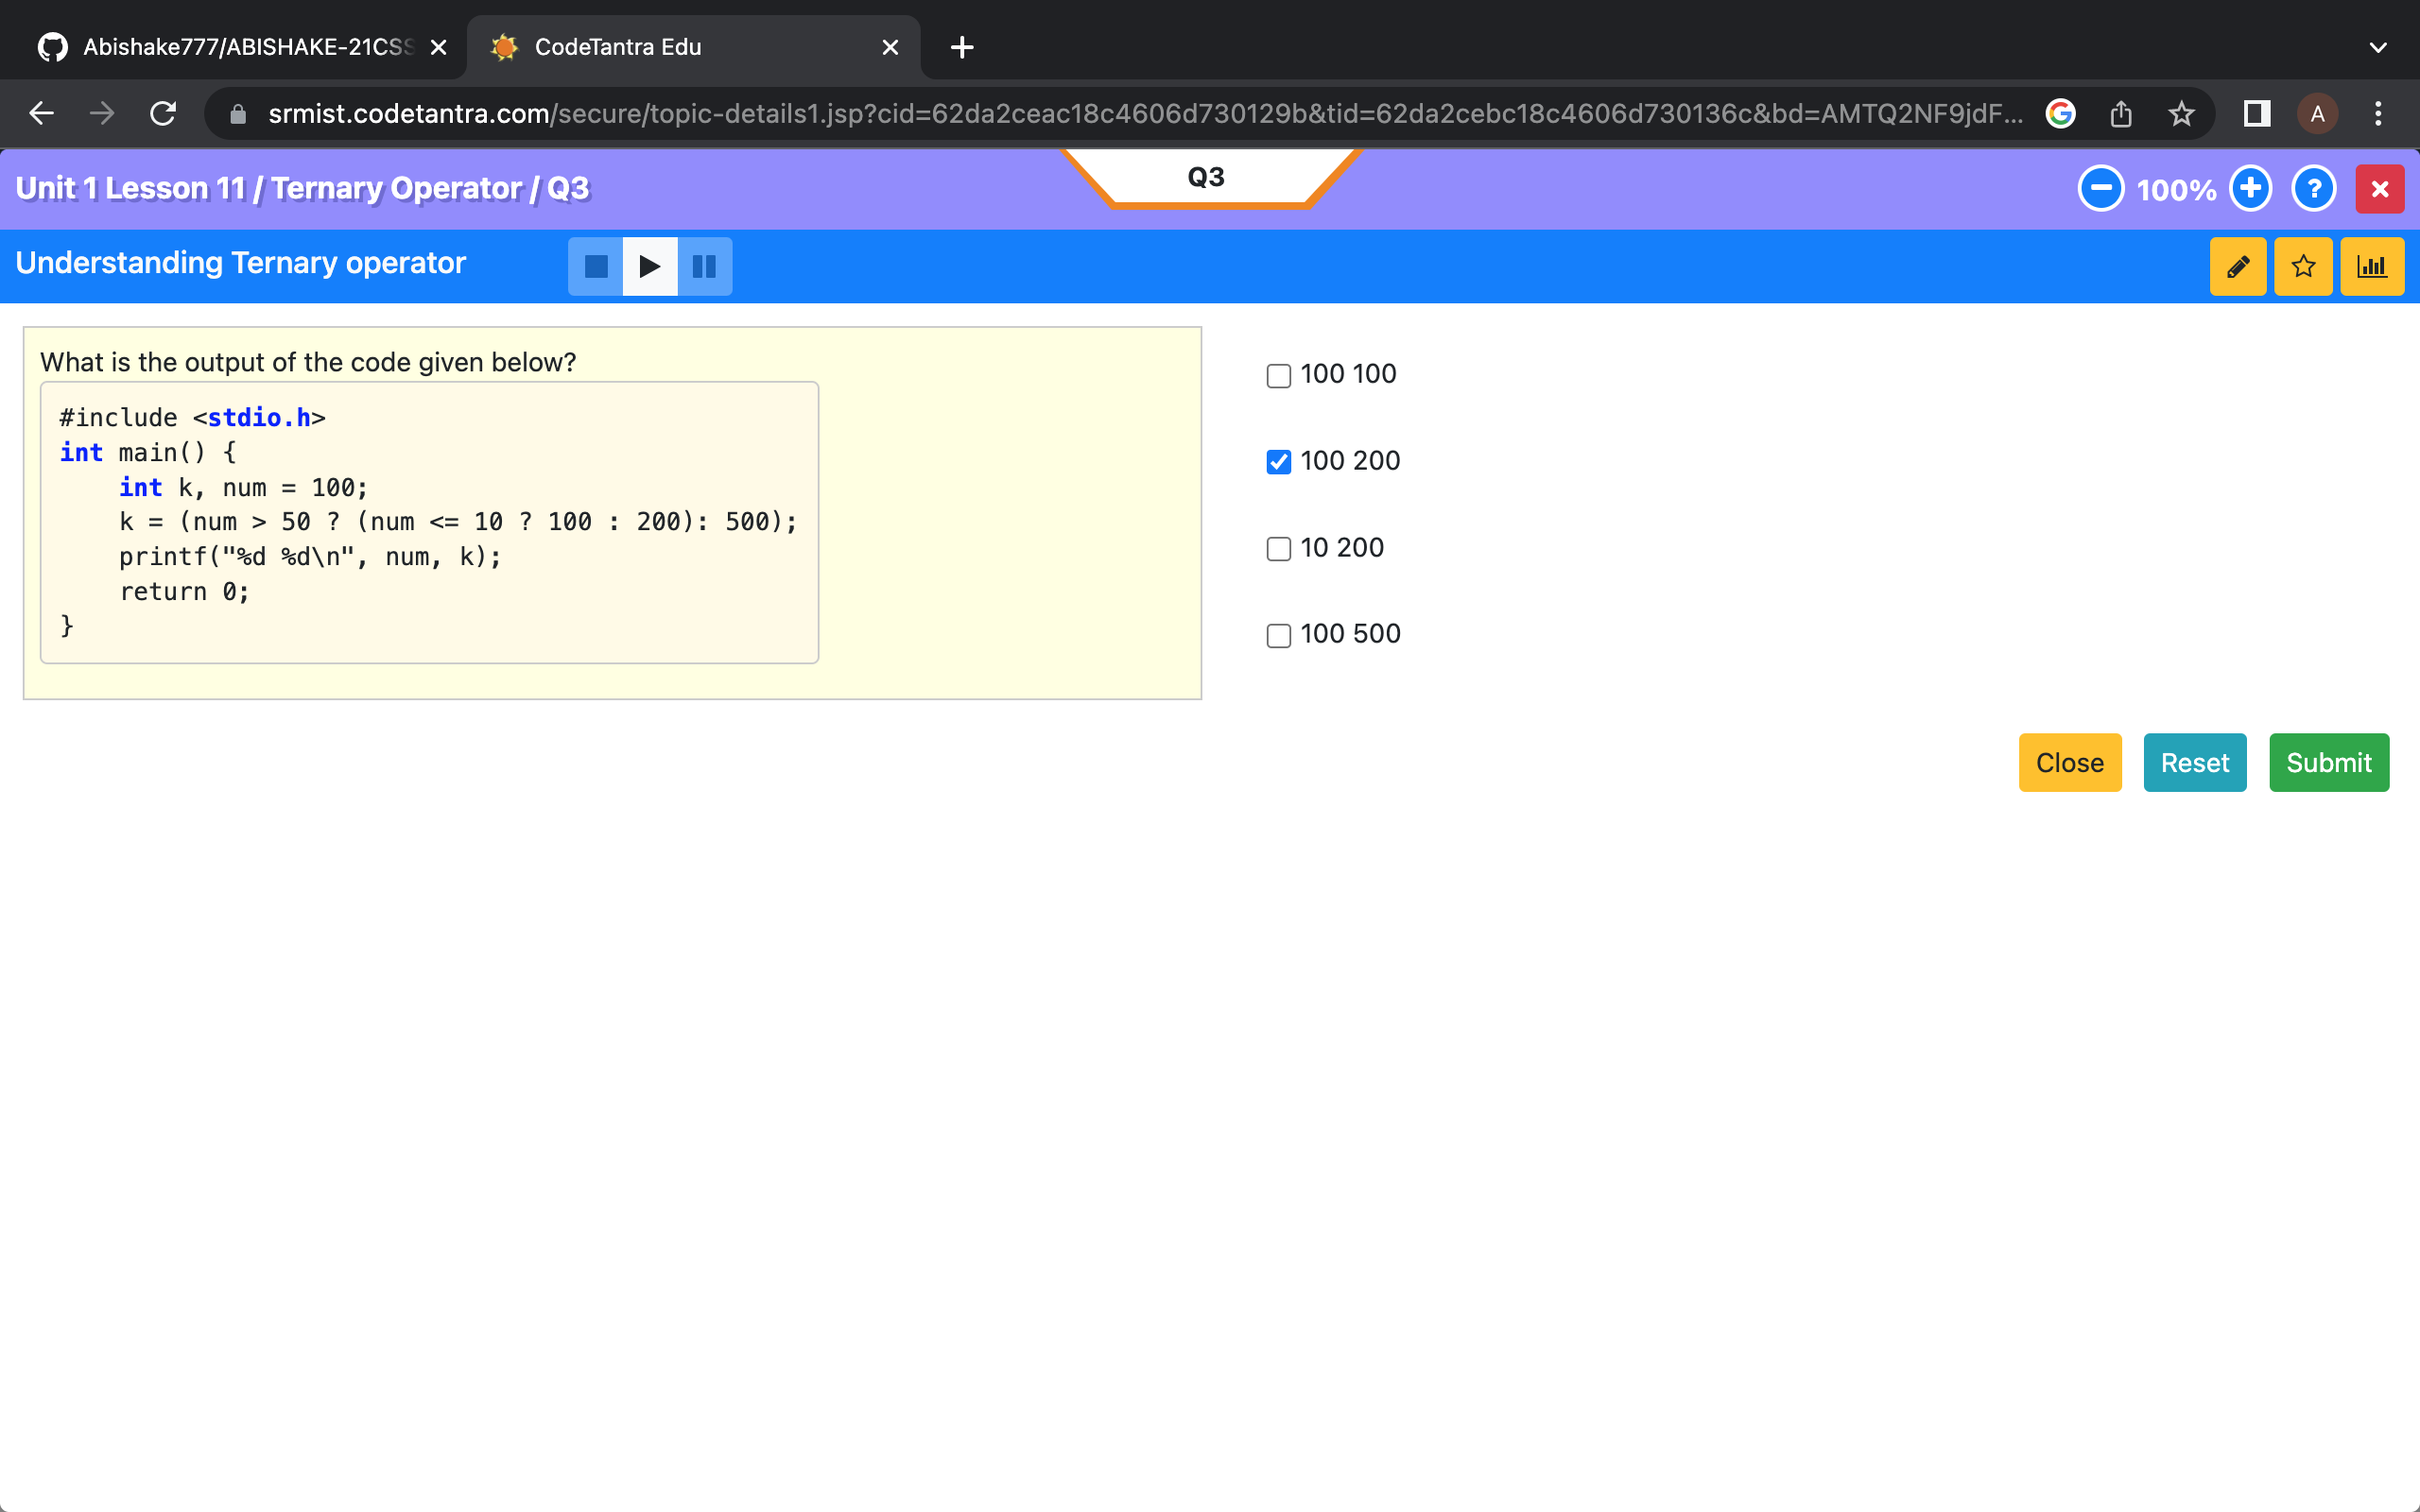 Abishake777/ABISHAKE-21CSS
CodeTantra Edu
srmist.codetantra.com/secure/topic-details1.jsp?cid=62da2ceac18c4606d730129b&tid=62da2cebc18c4606d730136c&bd=AMTQ2NF9jdF...
A
Unit 1 Lesson 11 / Ternary Operator / Q3
Q3
100%
?
Understanding Ternary operator
What is the output of the code given below?
#include <stdio.h>
int main() {
    int k, num = 100;
    k = (num > 50 ? (num <= 10 ? 100 : 200): 500);
    printf("%d %d\n", num, k);
    return 0;
}
100 100
100 200
10 200
100 500
Close
Reset
Submit